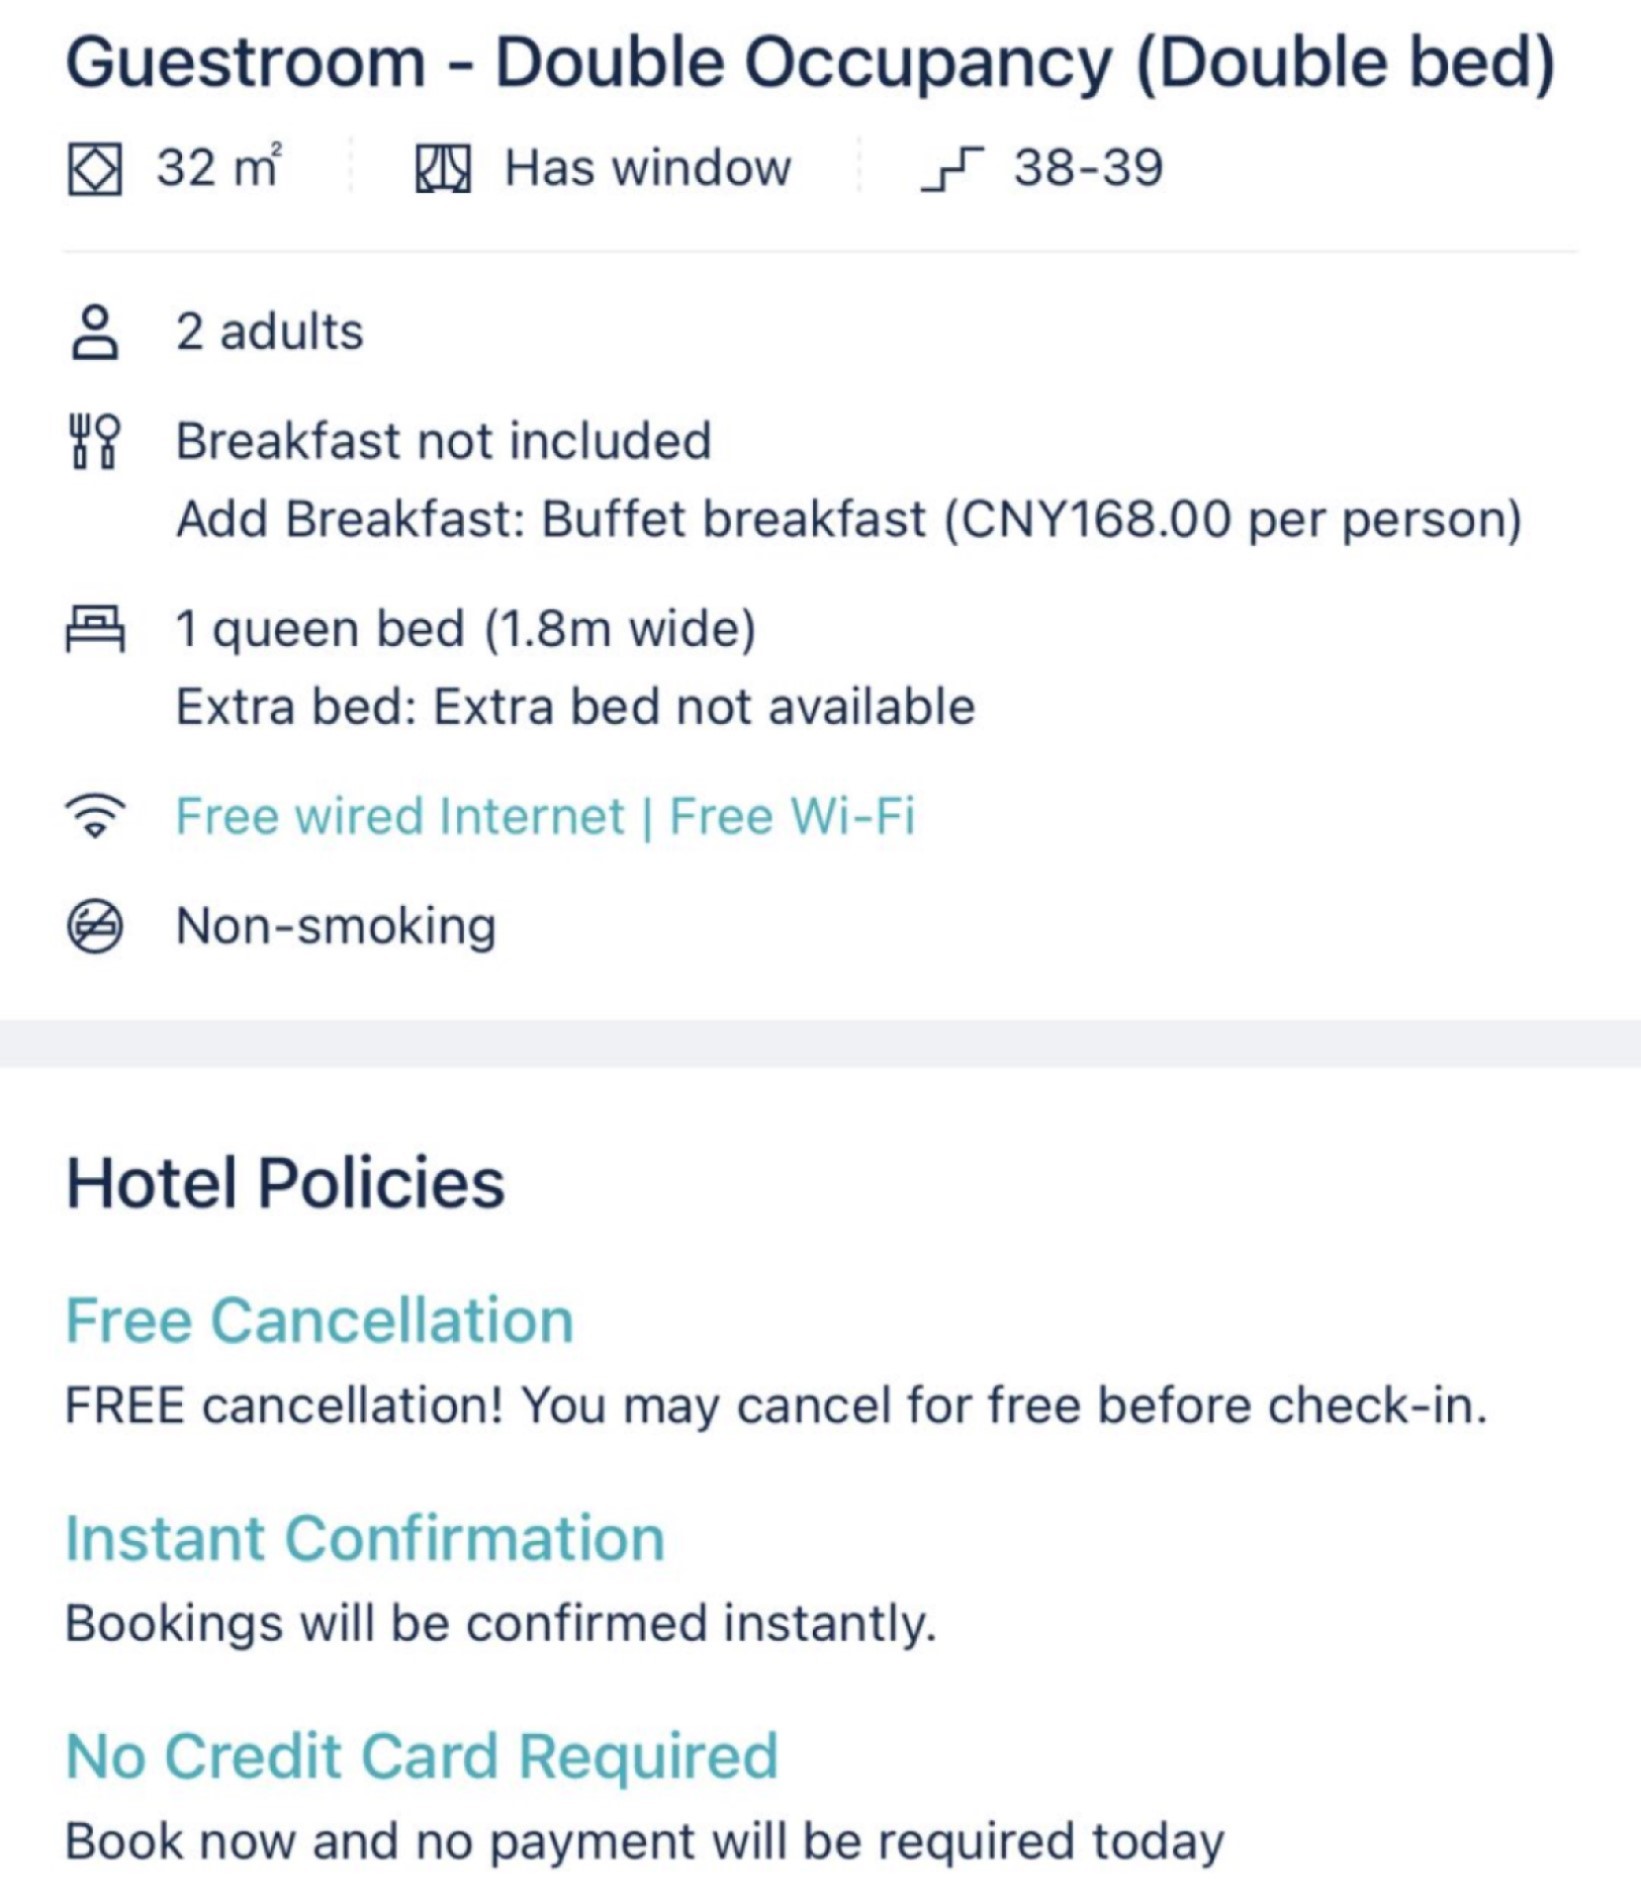 Guestroom - Double Occupancy (Double bed)
32 m² Has window 38-39
2 adults
Breakfast not included
Add Breakfast: Buffet breakfast (CNY168.00 per person)
1 queen bed (1.8m wide)
Extra bed: Extra bed not available
Free wired Internet | Free Wi-Fi
Non-smoking
Hotel Policies
Free Cancellation
FREE cancellation! You may cancel for free before check-in.
Instant Confirmation
Bookings will be confirmed instantly.
No Credit Card Required
Book now and no payment will be required today